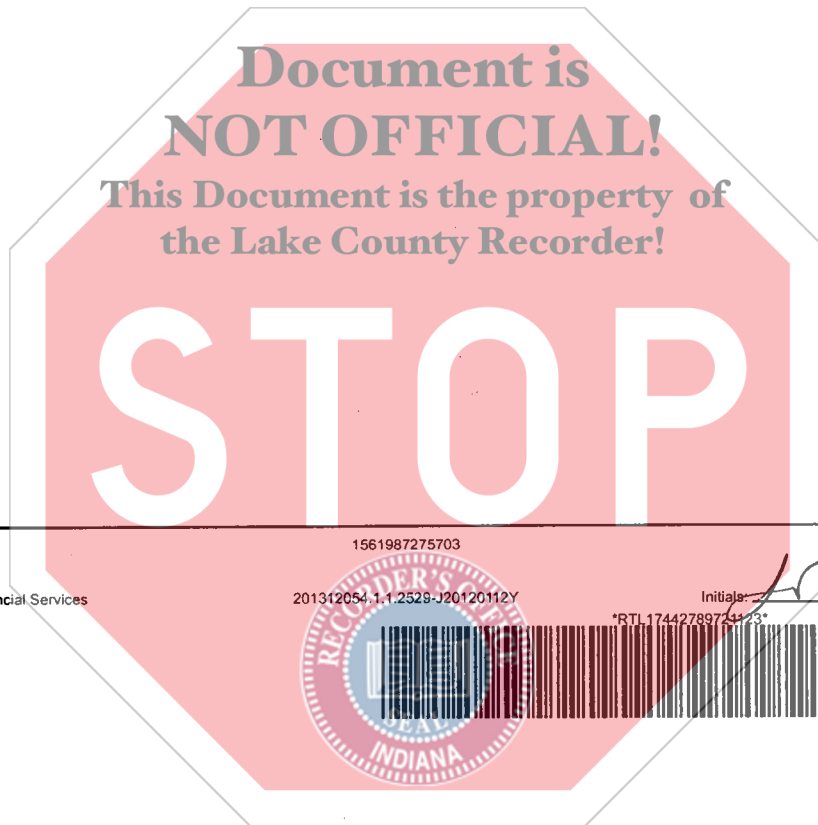 Document is
NOT OFFICIAL!
This Document is the property of
the Lake County Recorder!
STOP
1561987275703
ncial Services
201312054.1.1.2529-J20120112Y
Initials:
RECORDER'S OFFICE
SEAL
INDIANA